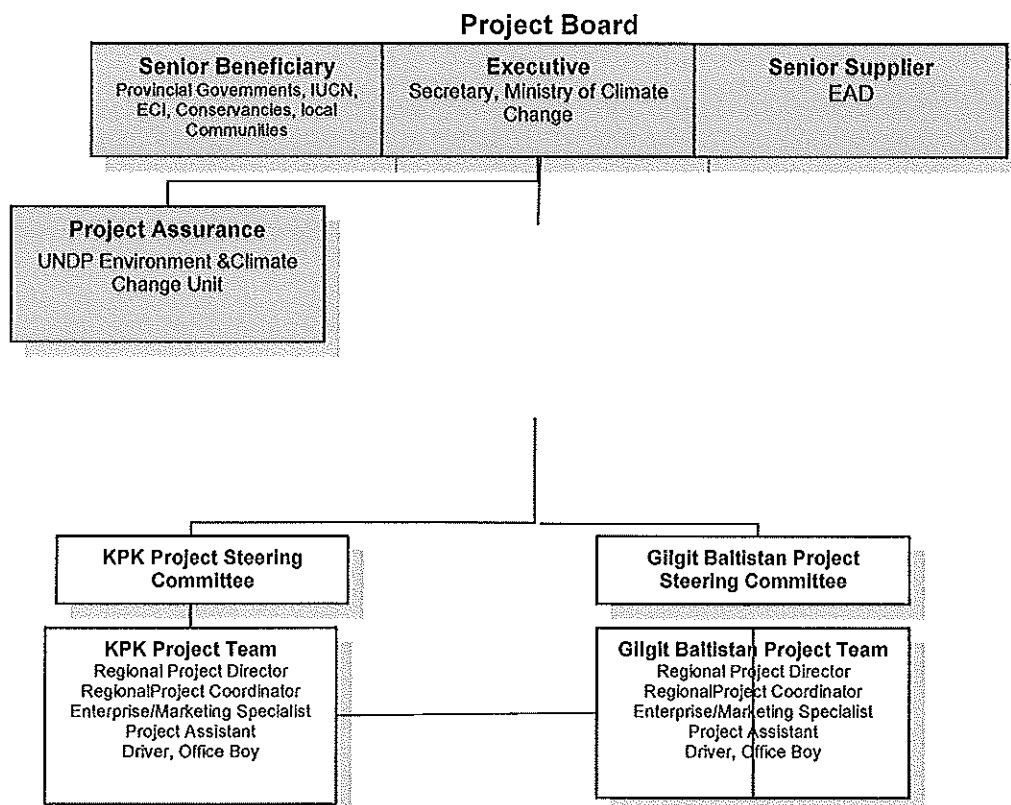 Project Board
Senior Beneficiary
Provincial Governments, IUCN,
ECI, Conservancies, local
Communities
Executive
Secretary, Ministry of Climate
Change
Senior Supplier
EAD
Project Assurance
UNDP Environment &Climate
Change Unit
KPK Project Steering
Committee
Gilgit Baltistan Project
Steering Committee
KPK Project Team
Regional Project Director
RegionalProject Coordinator
Enterprise/Marketing Specialist
Project Assistant
Driver, Office Boy
Gilgit Baltistan Project Team
Regional Project Director
RegionalProject Coordinator
Enterprise/Marketing Specialist
Project Assistant
Driver, Office Boy